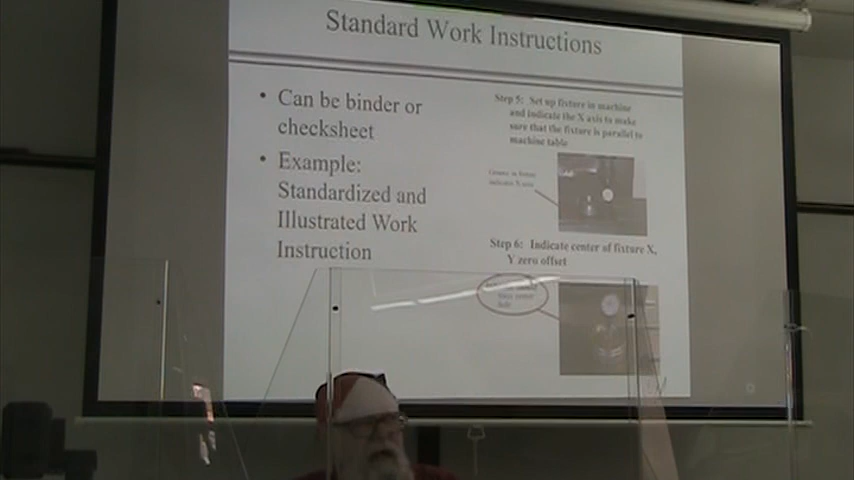 Standard Work Instructions
• Can be binder or
checksheet
• Example:
Standardized and
Illustrated Work
Instruction
Step 5: Set up fixture in machine
and indicate the X axis to make
sure that the fixture is parallel to
machine table
indicates X axis
Step 6: Indicate center of fixture X,
Y zero offset